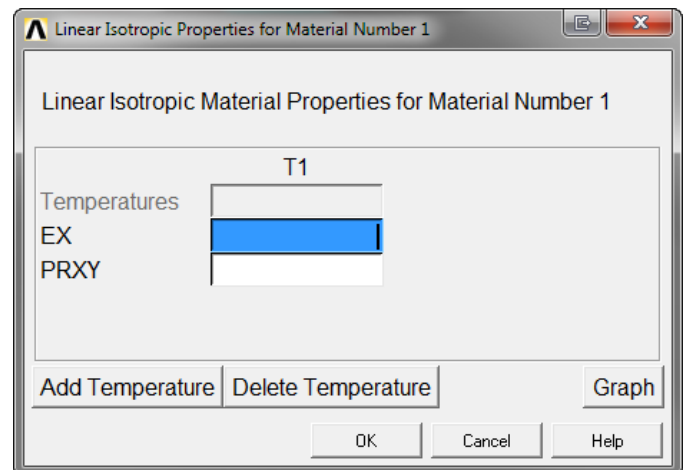 Linear Isotropic Properties for Material Number 1
Linear Isotropic Material Properties for Material Number 1
T1
Temperatures
EX
PRXY
Add Temperature Delete Temperature Graph
OK Cancel Help